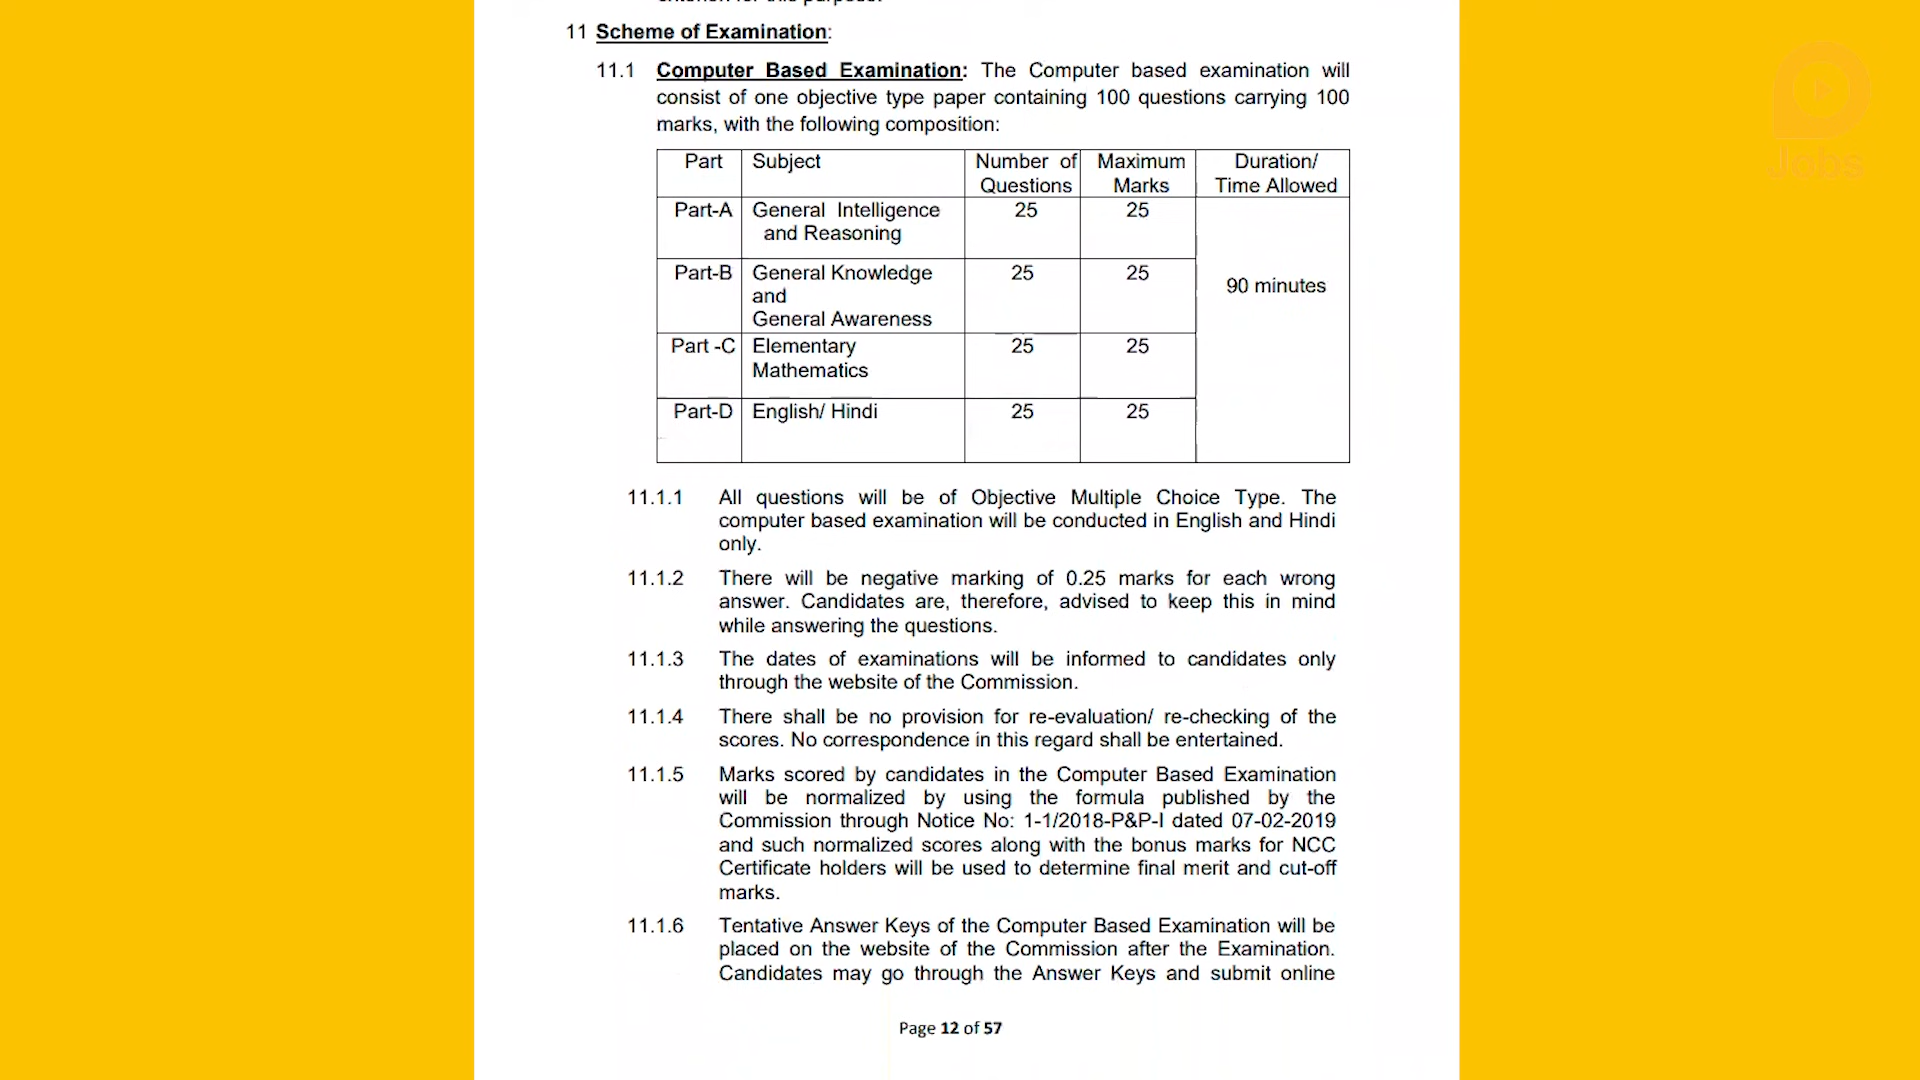 11 Scheme of Examination:
11.1 Computer Based Examination: The Computer based examination will
consist of one objective type paper containing 100 questions carrying 100
marks, with the following composition:
Part Subject Number of Questions Maximum Marks Duration/ Time Allowed
Part-A General Intelligence and Reasoning 25 25 90 minutes
Part-B General Knowledge and General Awareness 25 25
Part -C Elementary Mathematics 25 25
Part-D English/ Hindi 25 25
11.1.1 All questions will be of Objective Multiple Choice Type. The
computer based examination will be conducted in English and Hindi
only.
11.1.2 There will be negative marking of 0.25 marks for each wrong
answer. Candidates are, therefore, advised to keep this in mind
while answering the questions.
11.1.3 The dates of examinations will be informed to candidates only
through the website of the Commission.
11.1.4 There shall be no provision for re-evaluation/ re-checking of the
scores. No correspondence in this regard shall be entertained.
11.1.5 Marks scored by candidates in the Computer Based Examination
will be normalized by using the formula published by the
Commission through Notice No: 1-1/2018-P&P-I dated 07-02-2019
and such normalized scores along with the bonus marks for NCC
Certificate holders will be used to determine final merit and cut-off
marks.
11.1.6 Tentative Answer Keys of the Computer Based Examination will be
placed on the website of the Commission after the Examination.
Candidates may go through the Answer Keys and submit online
Page 12 of 57
Jobs